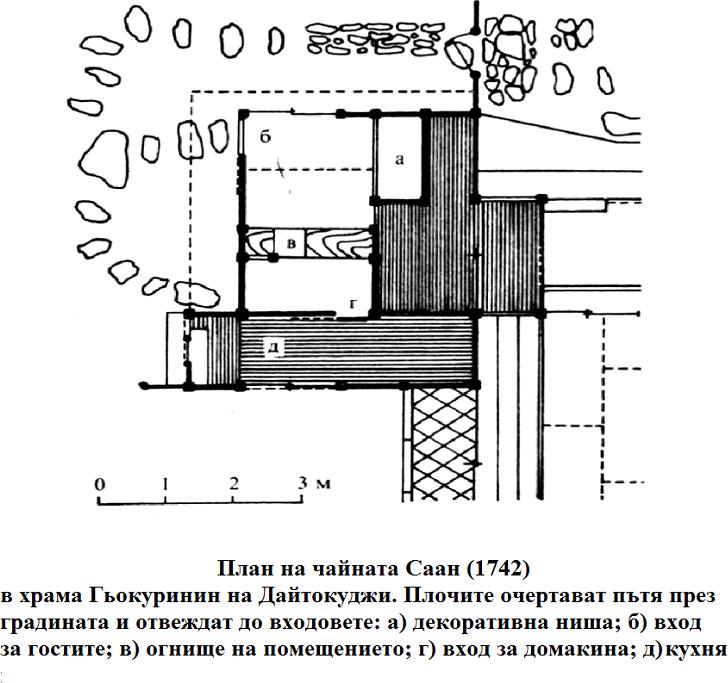 б
а
в
г
д
0 1 2 3 м
План на чайната Саан (1742)
в храма Гьокуринин на Дайтокуджи. Плочите очертават пътя през
градината и отвеждат до входовете: а) декоративна ниша; б) вход
за гостите; в) огнище на помещението; г) вход за домакина; д) кухня